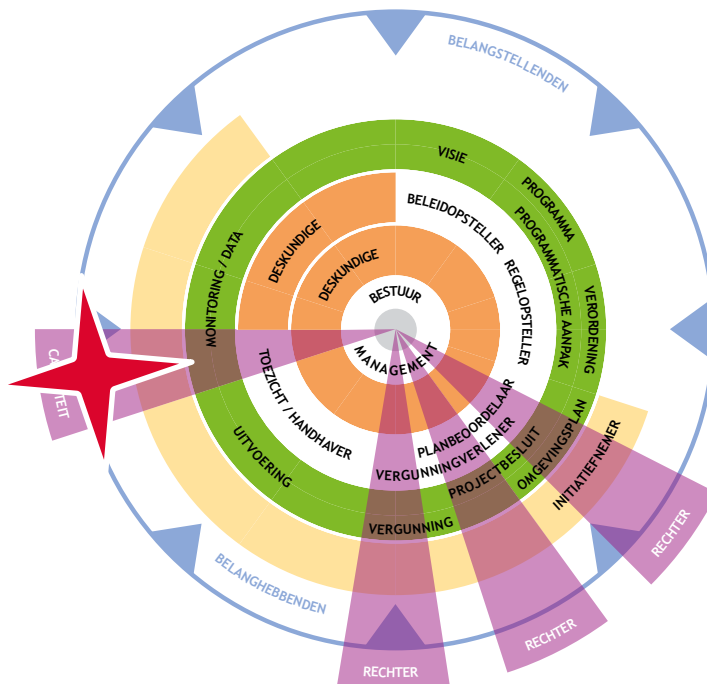 BELANGSTELLENDEN
VISIE
PROGRAMMA
PROGRAMMATISCHE AANPAK
VERORDENING
BELEIDOPSTELLER
REGELOPSTELLER
DESKUNDIGE
DESKUNDIGE
MONITORING / DATA
BESTUUR
MANAGEMENT
TOEZICHT / HANDHAVER
UITVOERING
PLANBEOORDELAAR
VERGUNNINGVERLENER
PROJECTBESLUIT
OMGEVINGSPLAN
INITIATIEFNEMER
VERGUNNING
BELANGHEBBENDEN
RECHTER
RECHTER
RECHTER